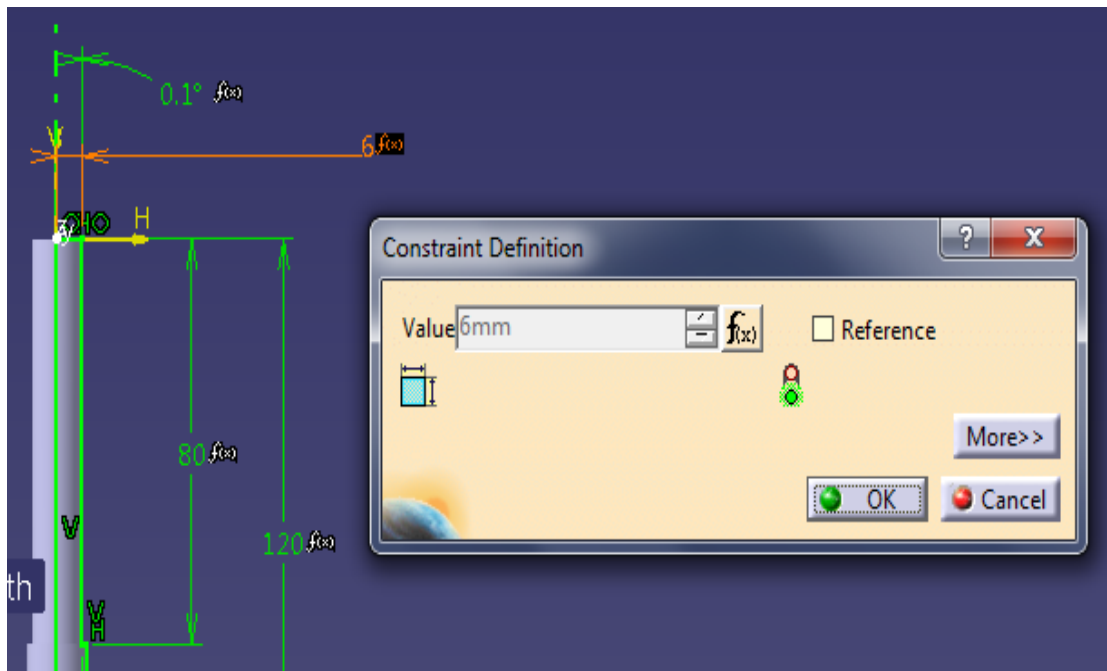 0.1° f(x)
V
6 f(x)
H
Constraint Definition
? X
Value 6mm f(x) Reference
80 f(x)
More>>
OK Cancel
V
120 f(x)
th
V
H